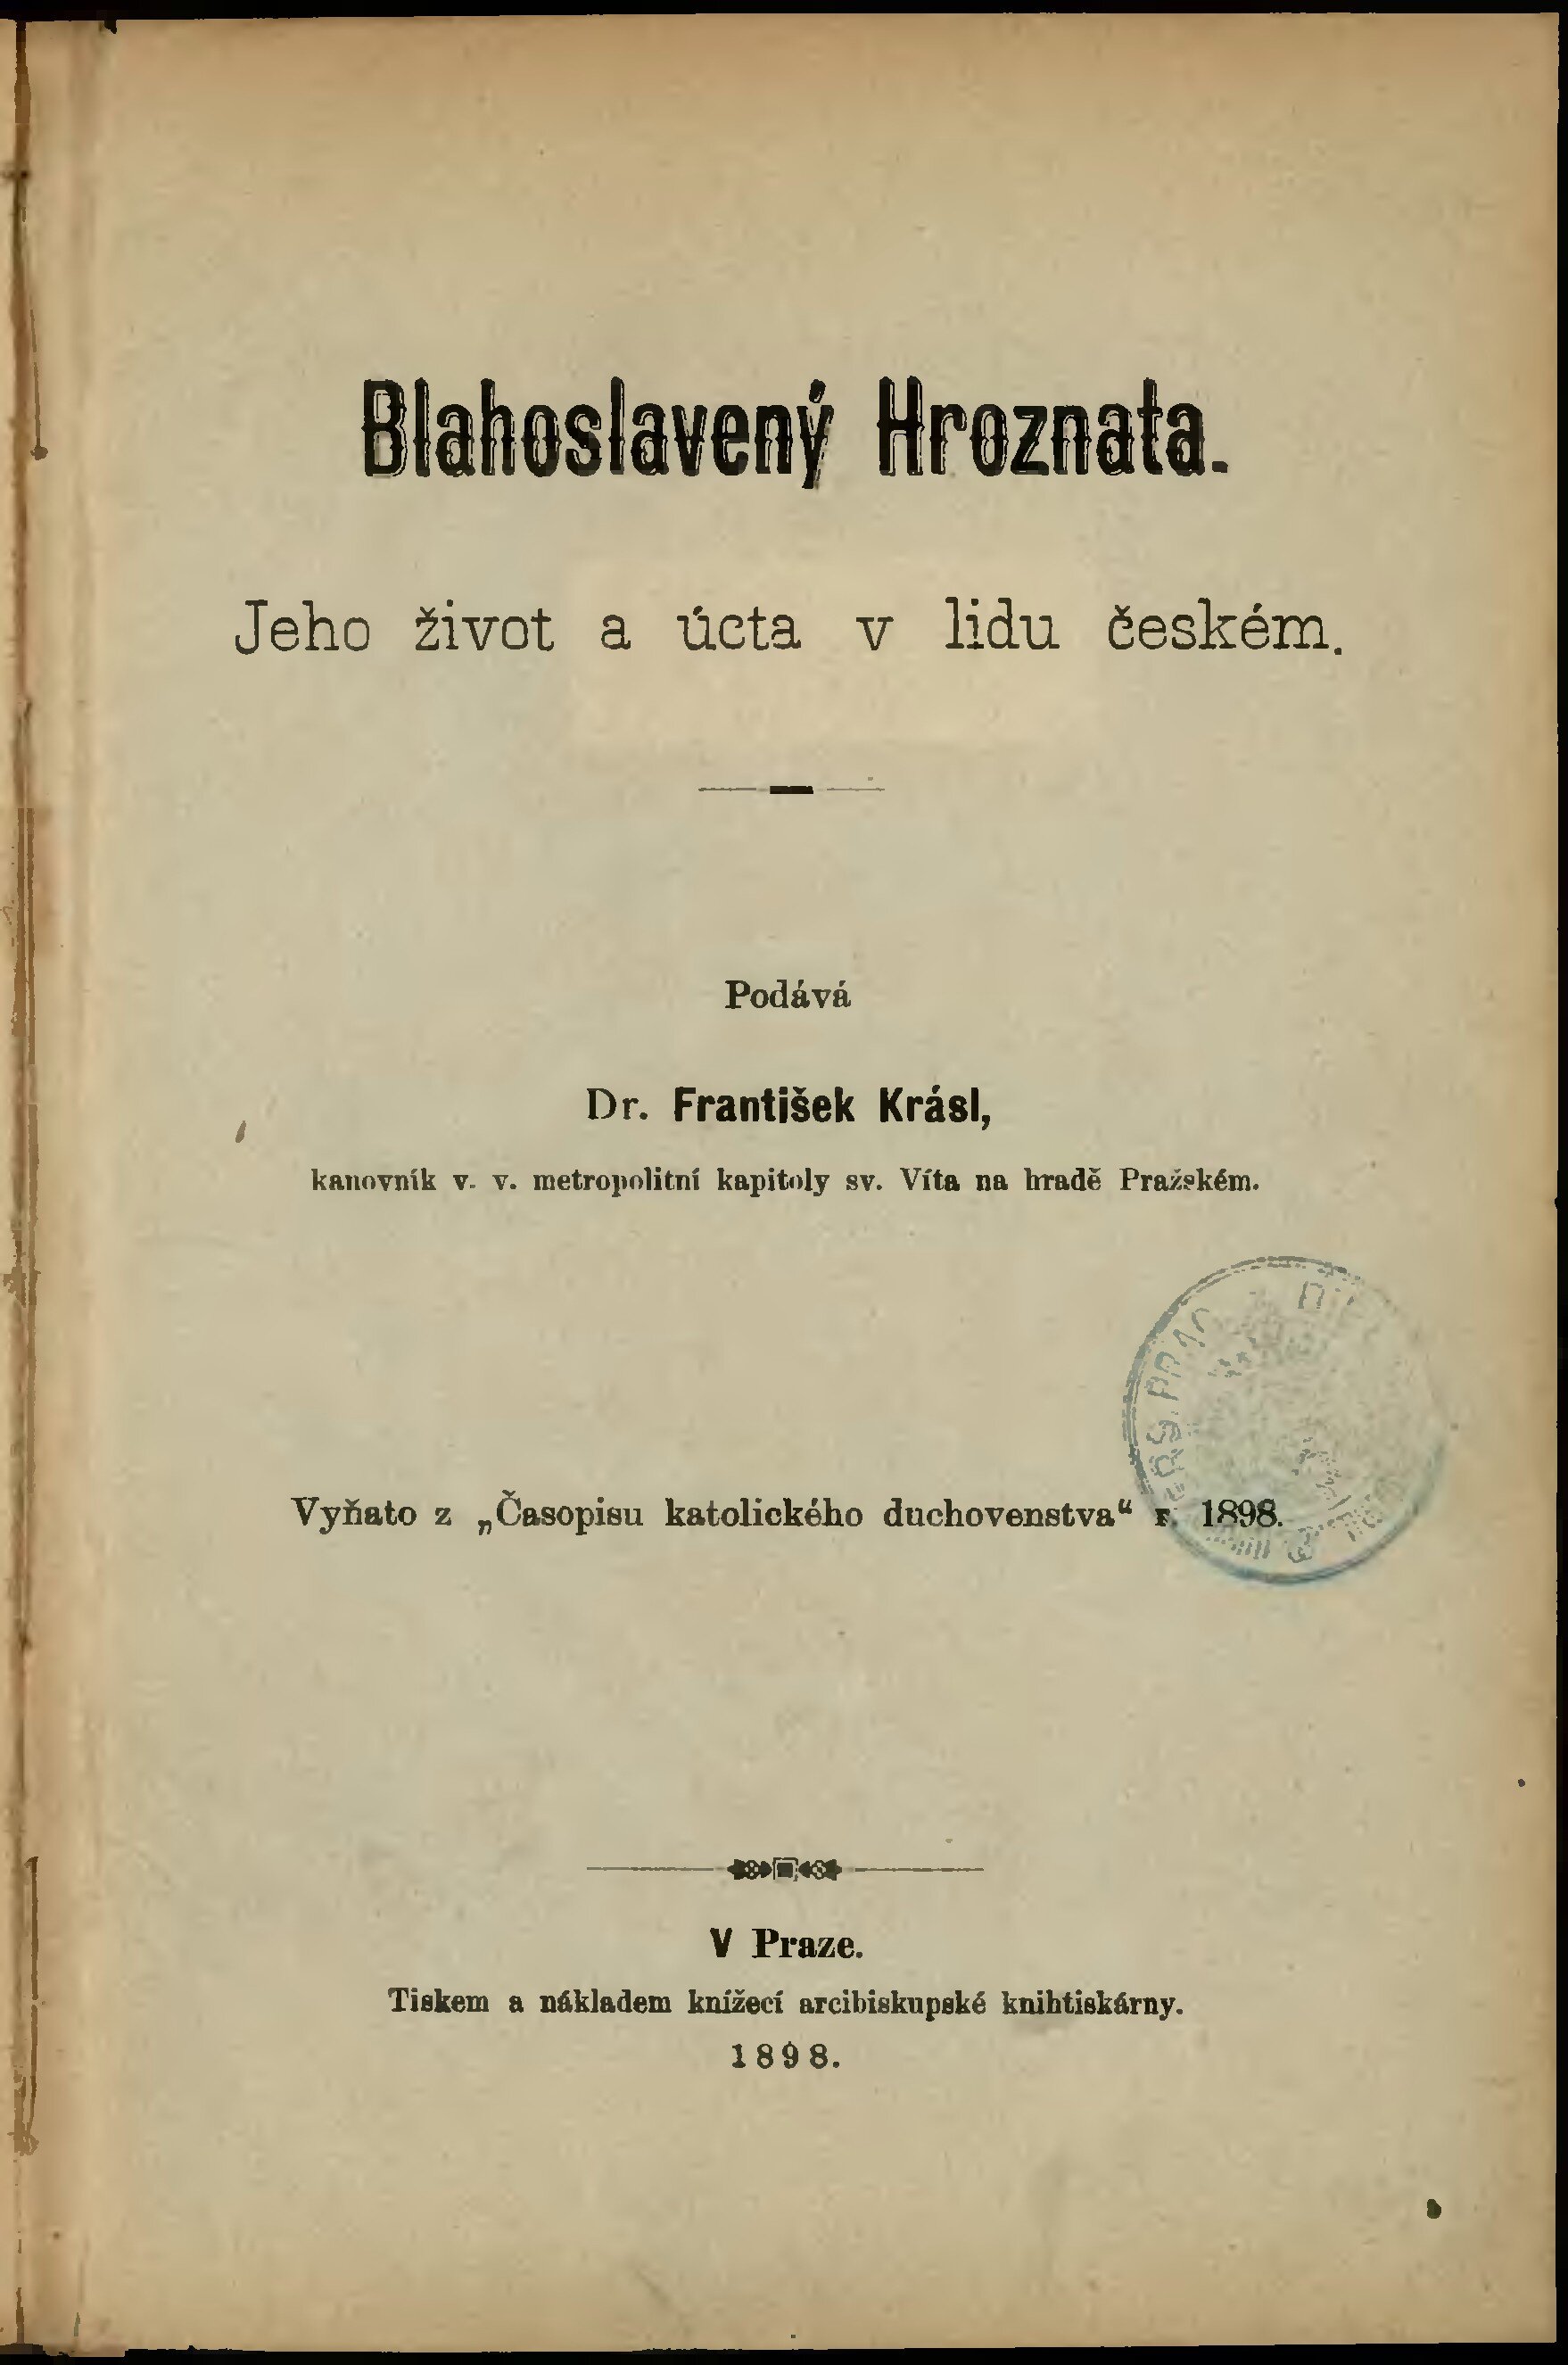 Blahoslavený Hroznata.
Jeho život a úcta v lidu českém.
Podává
Dr. František Krásl,
kanovník v. v. metropolitní kapitoly sv. Víta na hradě Pražském.
Vyňato z „Časopisu katolického duchovenstva“ r. 1898.
V Praze.
Tiskem a nákladem knížecí arcibiskupské knihtiskárny.
1898.